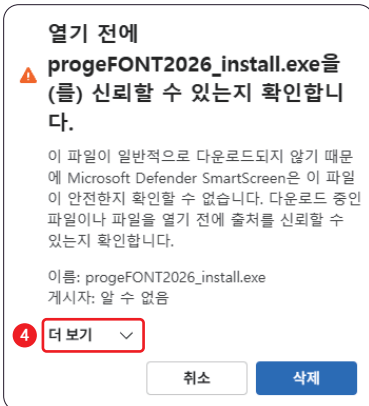 열기 전에
progeFONT2026_install.exe을
(를) 신뢰할 수 있는지 확인합니
다.
이 파일이 일반적으로 다운로드되지 않기 때문
에 Microsoft Defender SmartScreen은 이 파일
이 안전한지 확인할 수 없습니다. 다운로드 중인
파일이나 파일을 열기 전에 출처를 신뢰할 수
있는지 확인합니다.
이름: progeFONT2026_install.exe
게시자: 알 수 없음
4 더 보기
취소 삭제